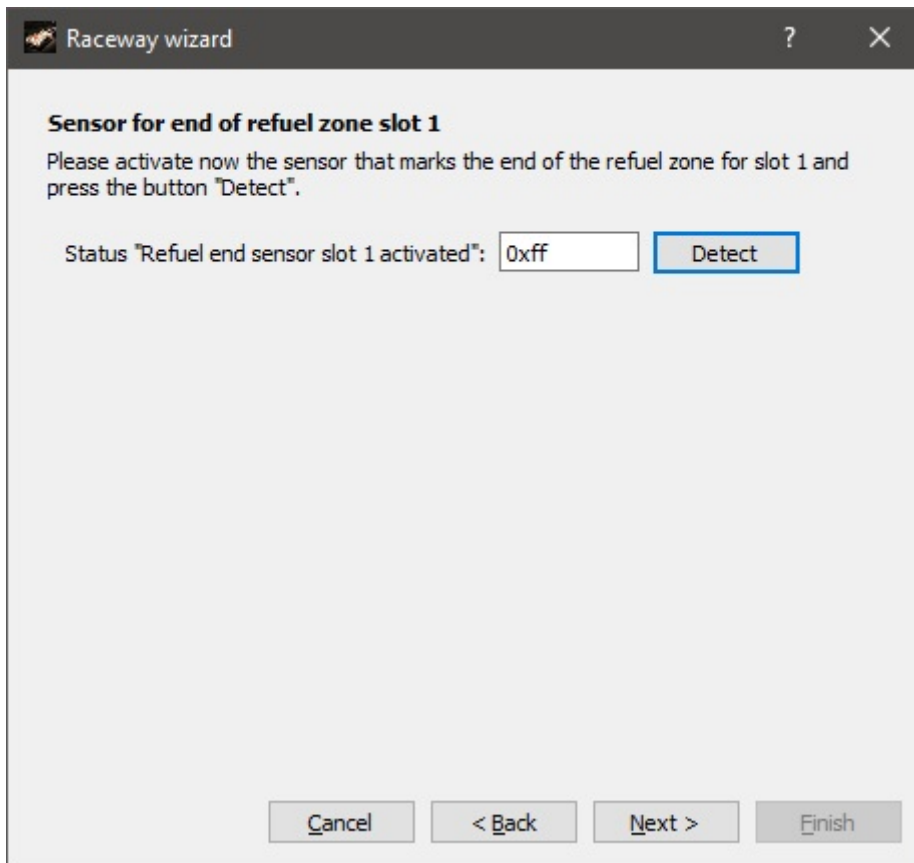 Raceway wizard ?
Sensor for end of refuel zone slot 1
Please activate now the sensor that marks the end of the refuel zone for slot 1 and
press the button "Detect".
Status "Refuel end sensor slot 1 activated": 0xff Detect
Cancel < Back Next > Finish